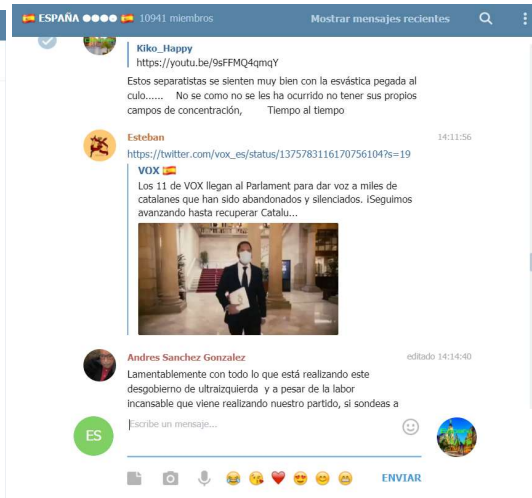 ESPAÑA 10941 miembros Mostrar mensajes recientes
Kiko_Happy
https://youtu.be/9sFFMQ4qmqY
Estos separatistas se sienten muy bien con la esvástica pegada al
culo...... No se como no se les ha ocurrido no tener sus propios
campos de concentración, TIempo al tiempo
Esteban 14:11:56
https://twitter.com/vox_es/status/1375783116170756104?s=19
VOX
Los 11 de VOX llegan al Parlament para dar voz a miles de
catalanes que han sido abandonados y silenciados. ¡Seguimos
avanzando hasta recuperar Catalu...
Andres Sanchez Gonzalez editado 14:14:40
Lamentablemente con todo lo que está realizando este
desgobierno de ultraizquierda y a pesar de la labor
incansable que viene realizando nuestro partido, si sondeas a
ES
Escribe un mensaje...
ENVIAR